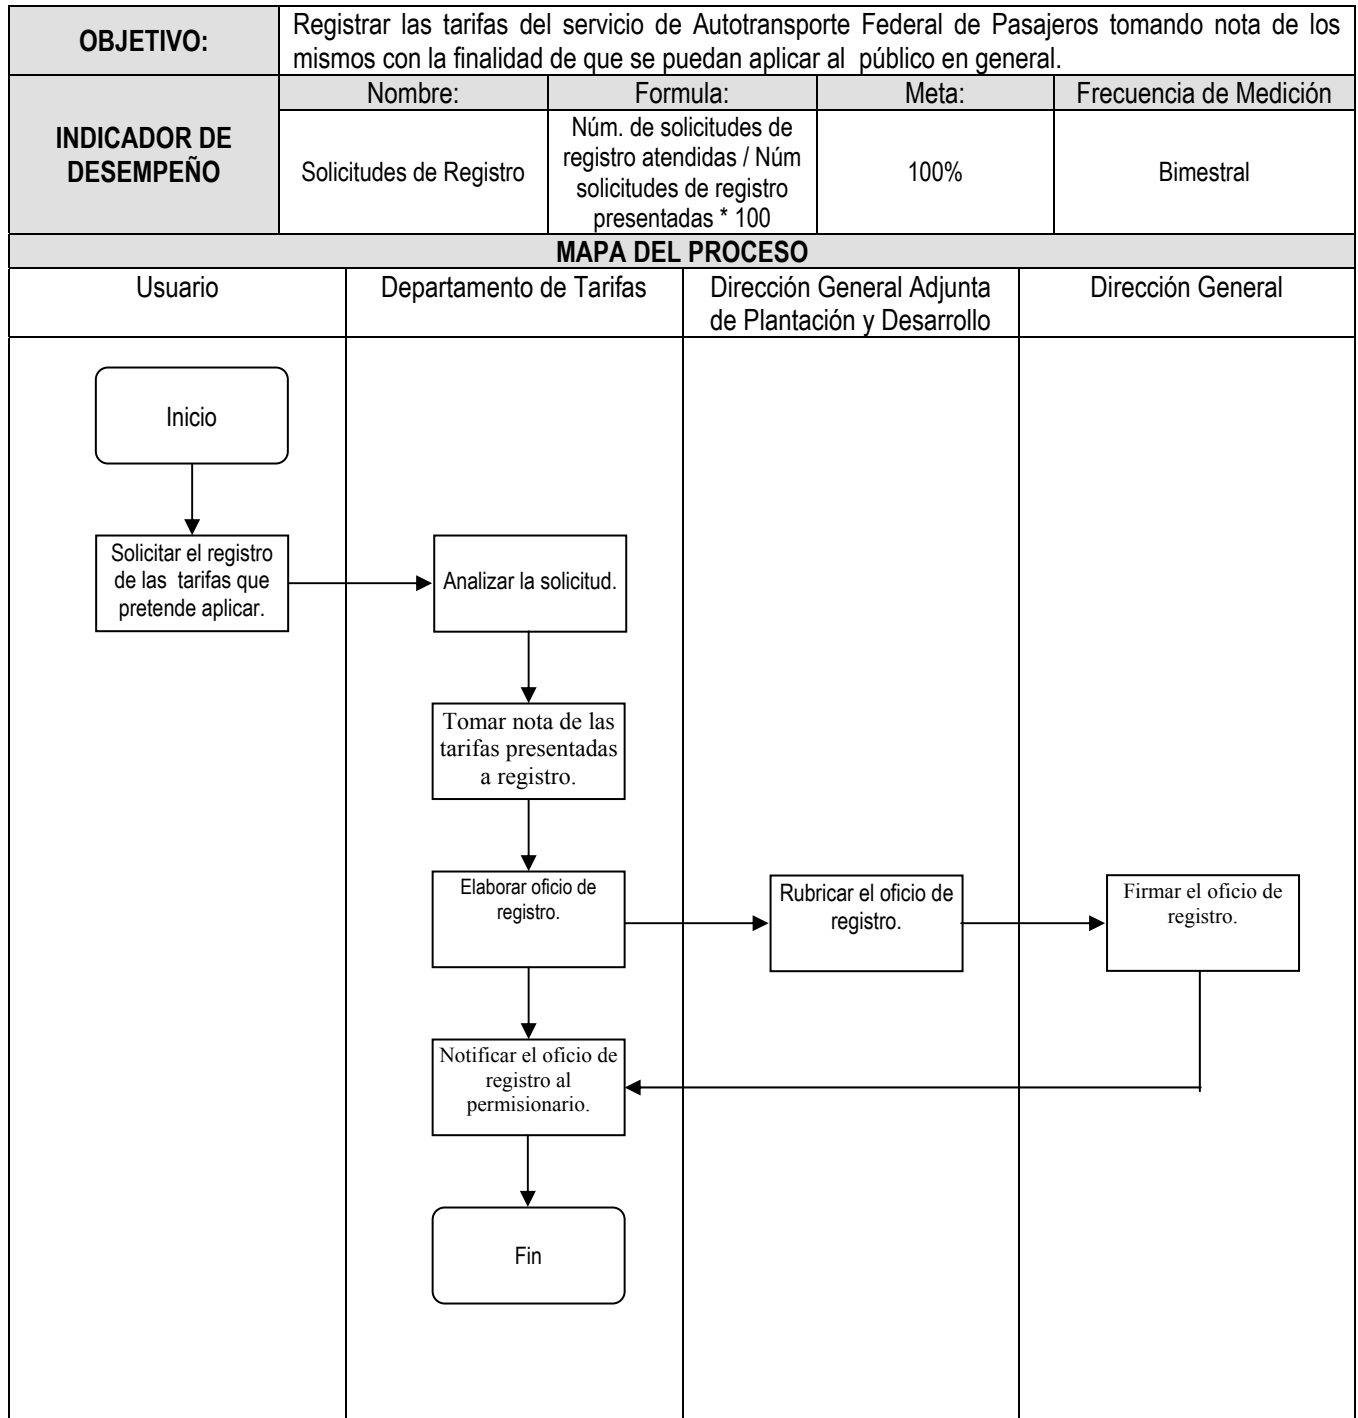 OBJETIVO:
Registrar las tarifas del servicio de Autotransporte Federal de Pasajeros tomando nota de los
mismos con la finalidad de que se puedan aplicar al público en general.
INDICADOR DE
DESEMPEÑO
Nombre:
Formula:
Meta:
Frecuencia de Medición
Solicitudes de Registro
Núm. de solicitudes de
registro atendidas / Núm
solicitudes de registro
presentadas * 100
100%
Bimestral
MAPA DEL PROCESO
Usuario
Departamento de Tarifas
Dirección General Adjunta
de Plantación y Desarrollo
Dirección General
Inicio
Solicitar el registro
de las tarifas que
pretende aplicar.
Analizar la solicitud.
Tomar nota de las
tarifas presentadas
a registro.
Elaborar oficio de
registro.
Rubricar el oficio de
registro.
Firmar el oficio de
registro.
Notificar el oficio de
registro al
permisionario.
Fin